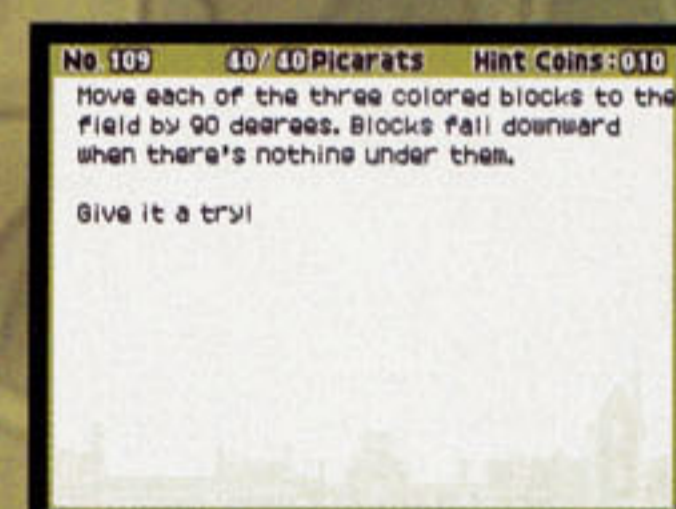 No. 109 40/40 Picarats Hint Coins:010
Move each of the three colored blocks to the
field by 90 degrees. Blocks fall downward
when there's nothing under them.
Give it a try!